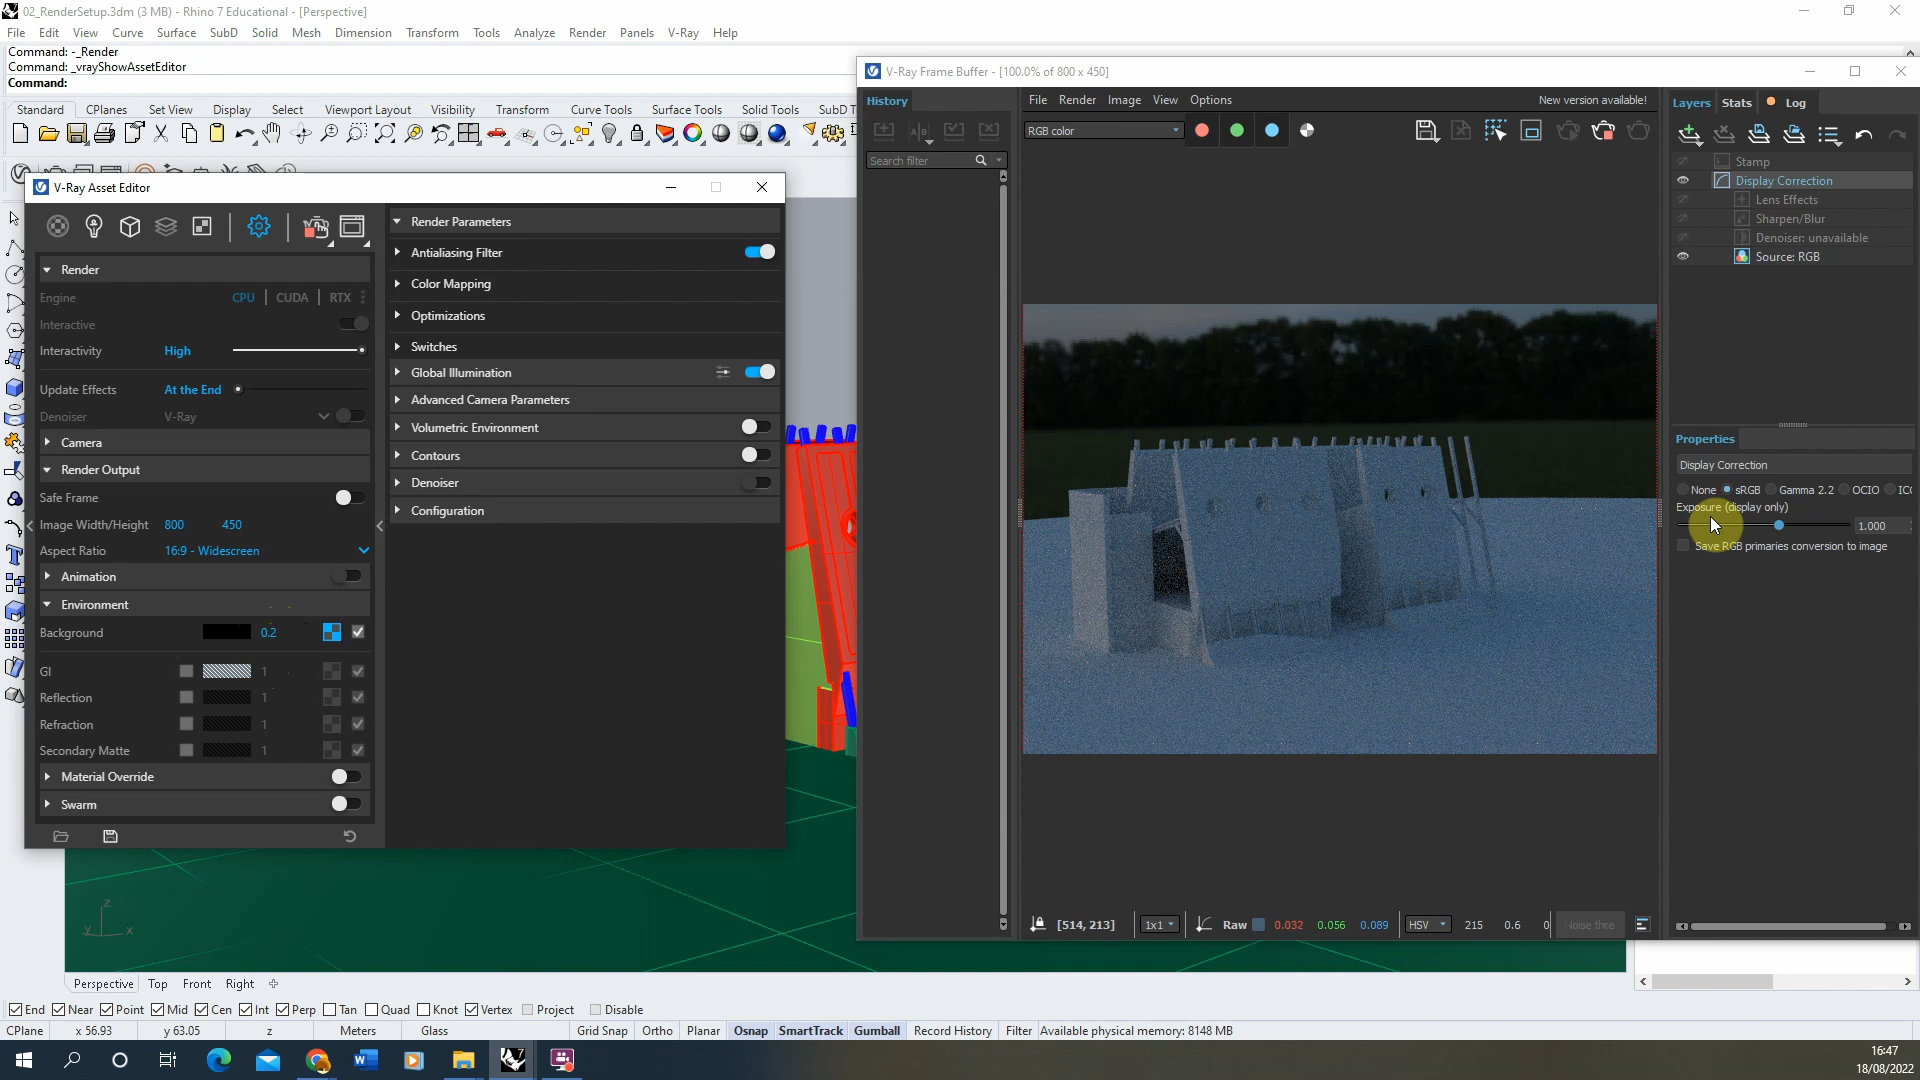 02_RenderSetup.3dm (3 MB) - Rhino 7 Educational - [Perspective]
File Edit View Curve Surface SubD Solid Mesh Dimension Transform Tools Analyze Render Panels V-Ray Help
Command: -_Render
Command: _vrayShowAssetEditor
Command:
Standard CPlanes Set View Display Select Viewport Layout Visibility Transform Curve Tools Surface Tools Solid Tools SubD T
V-Ray Asset Editor
Render
Engine CPU CUDA RTX
Interactive
Interactivity High
Update Effects At the End
Denoiser V-Ray
Camera
Render Output
Safe Frame
Image Width/Height 800 450
Aspect Ratio 16:9 - Widescreen
Animation
Environment
Background 0.2
GI 1
Reflection 1
Refraction 1
Secondary Matte 1
Material Override
Swarm
Render Parameters
Antialiasing Filter
Color Mapping
Optimizations
Switches
Global Illumination
Advanced Camera Parameters
Volumetric Environment
Contours
Denoiser
Configuration
V-Ray Frame Buffer - [100.0% of 800 x 450]
History
Search filter
File Render Image View Options
New version available!
RGB color
Layers Stats Log
Stamp
Display Correction
Lens Effects
Sharpen/Blur
Denoiser: unavailable
Source: RGB
Properties
Display Correction
None sRGB Gamma 2.2 OCIO ICC
Exposure (display only)
1.000
Save RGB primaries conversion to image
[514, 213] 1x1 Raw 0.032 0.056 0.089 HSV 215 0.6 0 Noise thre
z
y x
Perspective Top Front Right
End Near Point Mid Cen Int Perp Tan Quad Knot Vertex Project Disable
CPlane x 56.93 y 63.05 z Meters Glass Grid Snap Ortho Planar Osnap SmartTrack Gumball Record History Filter Available physical memory: 8148 MB
16:47
18/08/2022